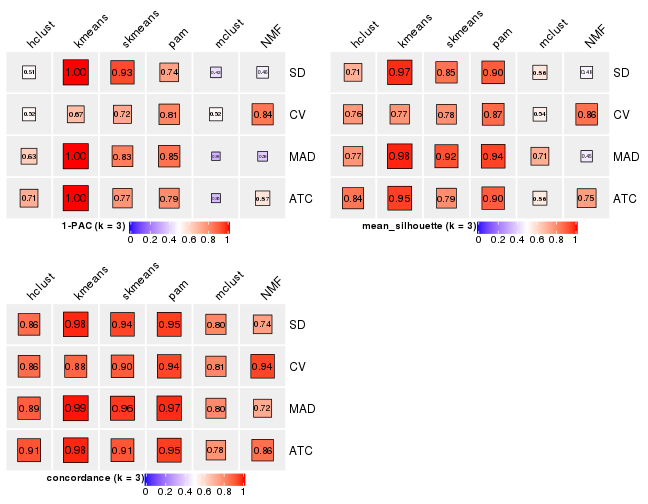 hclust kmeans skmeans pam mclust NMF
0.51 1.00 0.93 0.74 SD
0.52 0.67 0.72 0.81 0.52 0.84 CV
0.63 1.00 0.83 0.85 MAD
0.71 1.00 0.77 0.79 0.57 ATC
1-PAC (k = 3)
0 0.2 0.4 0.6 0.8 1
hclust kmeans skmeans pam mclust NMF
0.71 0.97 0.85 0.90 0.56 0.41 SD
0.76 0.77 0.78 0.87 0.54 0.86 CV
0.77 0.98 0.92 0.94 0.71 MAD
0.84 0.95 0.79 0.90 0.56 0.75 ATC
mean_silhouette (k = 3)
0 0.2 0.4 0.6 0.8 1
hclust kmeans skmeans pam mclust NMF
0.86 0.98 0.94 0.95 0.80 0.74 SD
0.86 0.88 0.90 0.94 0.81 0.94 CV
0.89 0.99 0.96 0.97 0.80 0.72 MAD
0.91 0.98 0.91 0.95 0.78 0.86 ATC
concordance (k = 3)
0 0.2 0.4 0.6 0.8 1